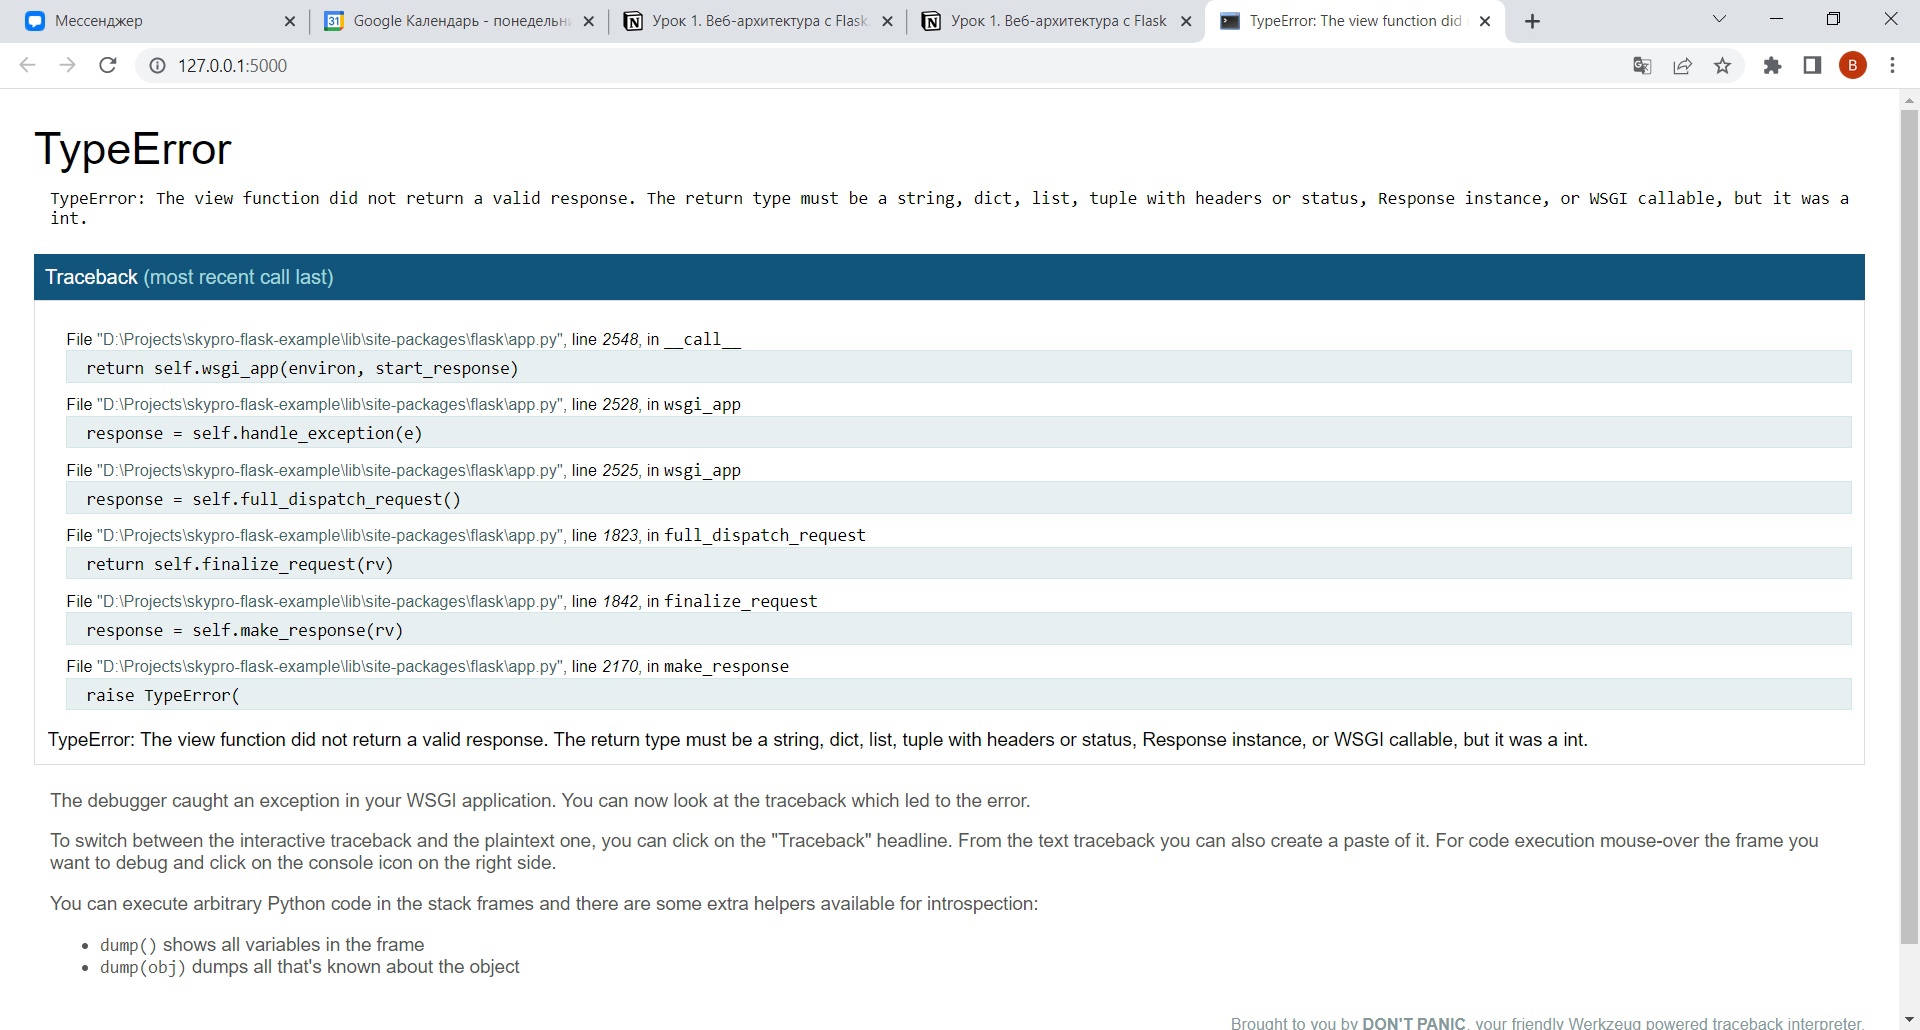 Мессенджер
Google Календарь - понедельни
Урок 1. Веб-архитектура с Flask
Урок 1. Веб-архитектура с Flask
TypeError: The view function did
127.0.0.1:5000
B
TypeError
TypeError: The view function did not return a valid response. The return type must be a string, dict, list, tuple with headers or status, Response instance, or WSGI callable, but it was a
int.
Traceback (most recent call last)
File "D:\Projects\skypro-flask-example\lib\site-packages\flask\app.py", line 2548, in __call__
return self.wsgi_app(environ, start_response)
File "D:\Projects\skypro-flask-example\lib\site-packages\flask\app.py", line 2528, in wsgi_app
response = self.handle_exception(e)
File "D:\Projects\skypro-flask-example\lib\site-packages\flask\app.py", line 2525, in wsgi_app
response = self.full_dispatch_request()
File "D:\Projects\skypro-flask-example\lib\site-packages\flask\app.py", line 1823, in full_dispatch_request
return self.finalize_request(rv)
File "D:\Projects\skypro-flask-example\lib\site-packages\flask\app.py", line 1842, in finalize_request
response = self.make_response(rv)
File "D:\Projects\skypro-flask-example\lib\site-packages\flask\app.py", line 2170, in make_response
raise TypeError(
TypeError: The view function did not return a valid response. The return type must be a string, dict, list, tuple with headers or status, Response instance, or WSGI callable, but it was a int.
The debugger caught an exception in your WSGI application. You can now look at the traceback which led to the error.
To switch between the interactive traceback and the plaintext one, you can click on the "Traceback" headline. From the text traceback you can also create a paste of it. For code execution mouse-over the frame you
want to debug and click on the console icon on the right side.
You can execute arbitrary Python code in the stack frames and there are some extra helpers available for introspection:
• dump() shows all variables in the frame
• dump(obj) dumps all that's known about the object
Brought to you by DON'T PANIC, your friendly Werkzeug powered traceback interpreter.